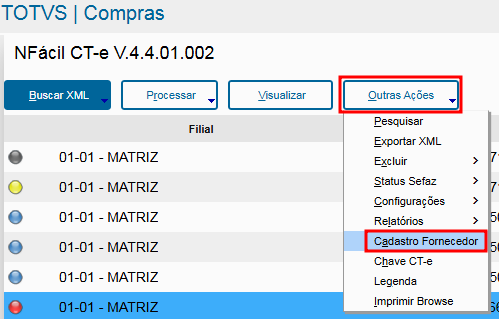 TOTVS | Compras
NFácil CT-e V.4.4.01.002
Buscar XML
Processar
Visualizar
Outras Ações
Filial
Pesquisar
Exportar XML
Excluir
Status Sefaz
Configurações
Relatórios
Cadastro Fornecedor
Chave CT-e
Legenda
Imprimir Browse
01-01 - MATRIZ
01-01 - MATRIZ
01-01 - MATRIZ
01-01 - MATRIZ
01-01 - MATRIZ
01-01 - MATRIZ